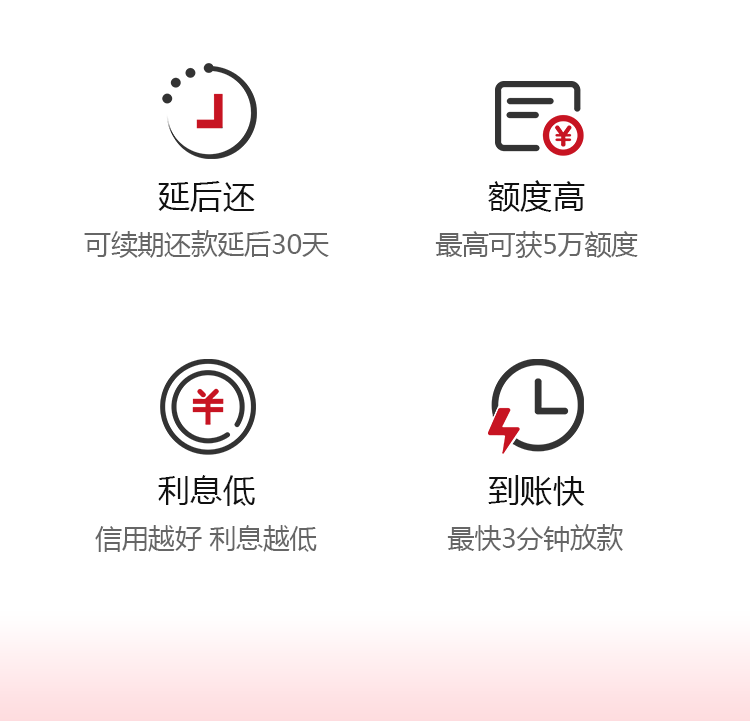 延后还
额度高
可续期还款延后30天
最高可获5万额度
利息低
到账快
信用越好 利息越低
最快3分钟放款